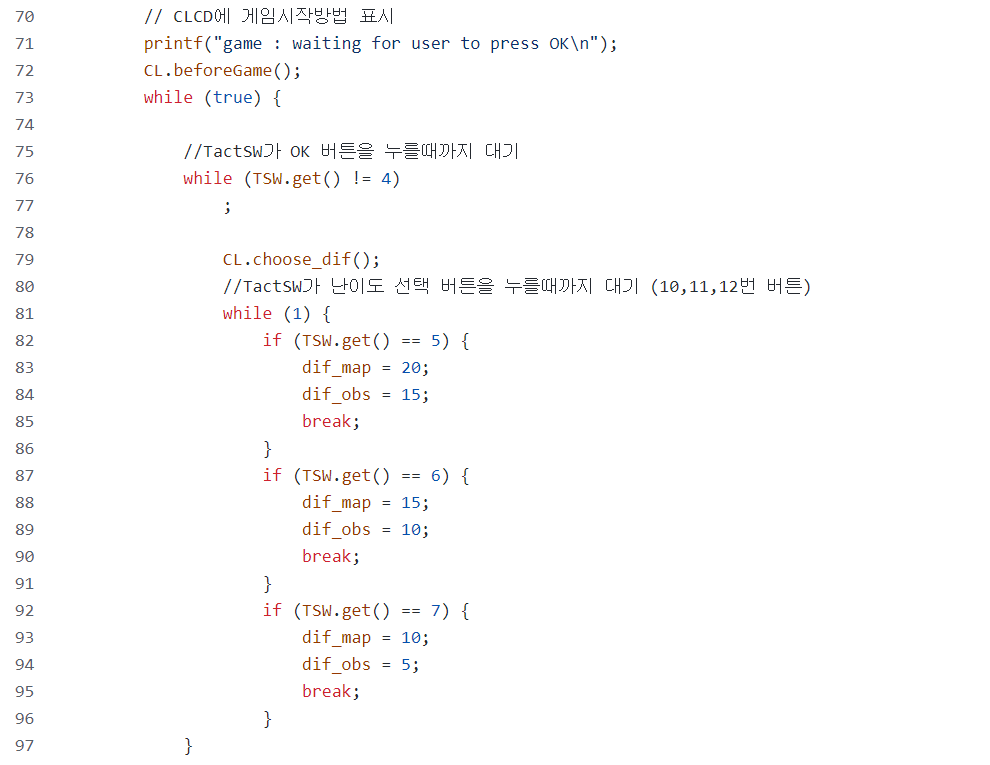 70 // CLCD에 게임시작방법 표시
71 printf("game : waiting for user to press OK\n");
72 CL.beforeGame();
73 while (true) {
74
75 //TactSW가 OK 버튼을 누를때까지 대기
76 while (TSW.get() != 4)
77 ;
78
79 CL.choose_dif();
80 //TactSW가 난이도 선택 버튼을 누를때까지 대기 (10,11,12번 버튼)
81 while (1) {
82 if (TSW.get() == 5) {
83 dif_map = 20;
84 dif_obs = 15;
85 break;
86 }
87 if (TSW.get() == 6) {
88 dif_map = 15;
89 dif_obs = 10;
90 break;
91 }
92 if (TSW.get() == 7) {
93 dif_map = 10;
94 dif_obs = 5;
95 break;
96 }
97 }